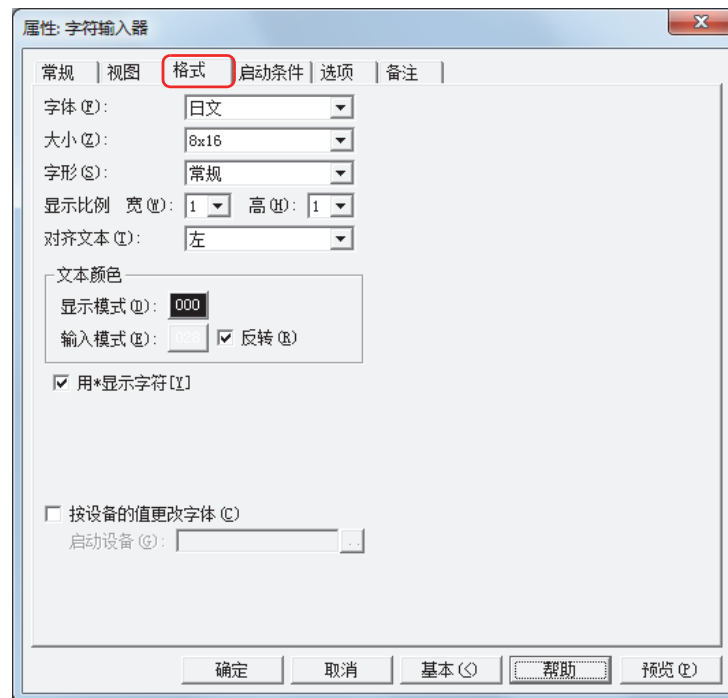 属性: 字符输入器
常规 视图 格式 启动条件 选项 备注
字体(F): 日文
大小(Z): 8x16
字形(S): 常规
显示比例 宽(W): 1 高(H): 1
对齐文本(T): 左
文本颜色
显示模式(D): 000
输入模式(E): 028 反转(R)
用*显示字符[Y]
按设备的值更改字体(C)
启动设备(G): ..
确定 取消 基本(<) 帮助 预览(P)